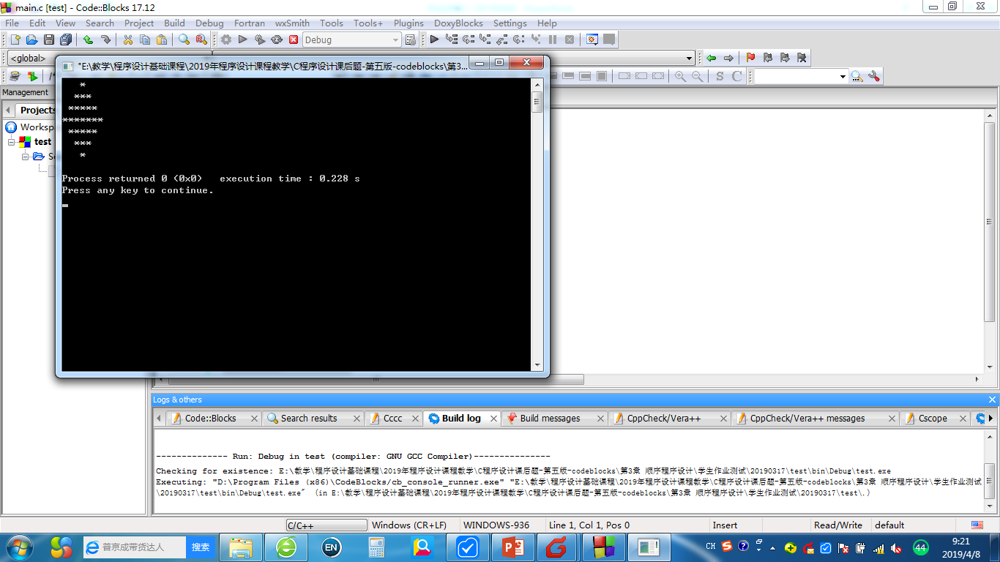 main.c [test] - Code::Blocks 17.12
File Edit View Search Project Build Debug Fortran wxSmith Tools Tools+ Plugins DoxyBlocks Settings Help
Debug
<global>
"E:\教学\程序设计基础课程\2019年程序设计课程教学\C程序设计课后题-第五版-codeblocks\第3...
   *
  ***
 *****
*******
 *****
  ***
   *
Process returned 0 (0x0)   execution time : 0.228 s
Press any key to continue.
Management
Projects
Worksp
test
S
Logs & others
Code::Blocks Search results Cccc Build log Build messages CppCheck/Vera++ CppCheck/Vera++ messages Cscope
-------------- Run: Debug in test (compiler: GNU GCC Compiler)---------------
Checking for existence: E:\教学\程序设计基础课程\2019年程序设计课程教学\C程序设计课后题-第五版-codeblocks\第3章 顺序程序设计\学生作业测试\20190317\test\bin\Debug\test.exe
Executing: "D:\Program Files (x86)\CodeBlocks/cb_console_runner.exe" "E:\教学\程序设计基础课程\2019年程序设计课程教学\C程序设计课后题-第五版-codeblocks\第3章 顺序程序设计\学生作业测试
\20190317\test\bin\Debug\test.exe"  (in E:\教学\程序设计基础课程\2019年程序设计课程教学\C程序设计课后题-第五版-codeblocks\第3章 顺序程序设计\学生作业测试\20190317\test\.)
C/C++ Windows (CR+LF) WINDOWS-936 Line 1, Col 1, Pos 0 Insert Read/Write default
普京成带货达人 搜索 EN CH 44 9:21
2019/4/8